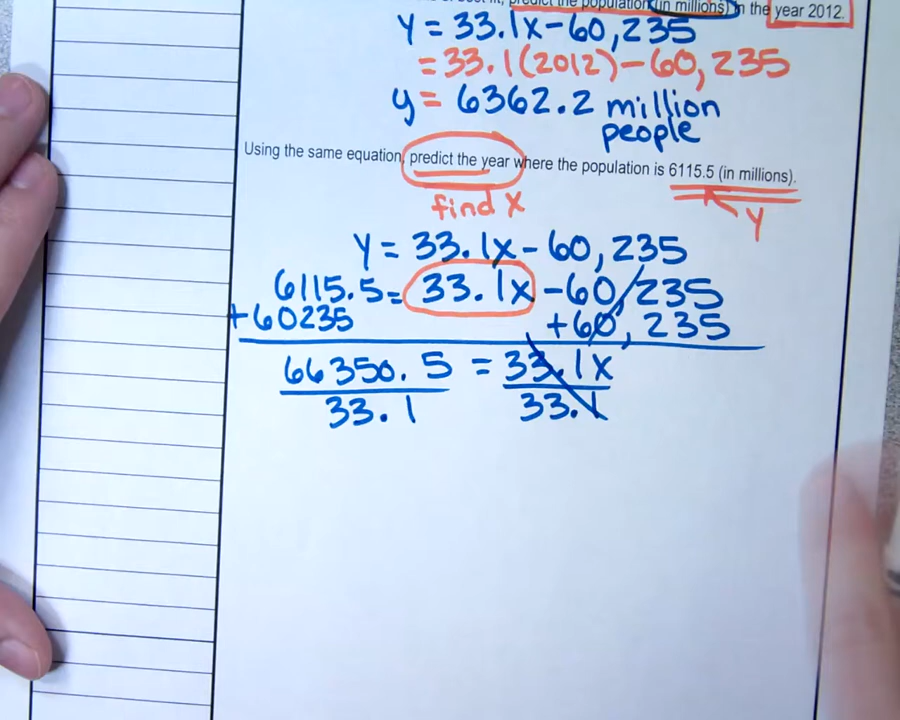 predict the population (in millions) in the year 2012.
y = 33.1x - 60,235
= 33.1(2012) - 60,235
y = 6362.2 million
people
Using the same equation, predict the year where the population is 6115.5 (in millions).
find x
y
y = 33.1x - 60,235
6115.5 = 33.1x - 60,235
+60235 +60,235
66350.5 = 33.1x
33.1 33.1